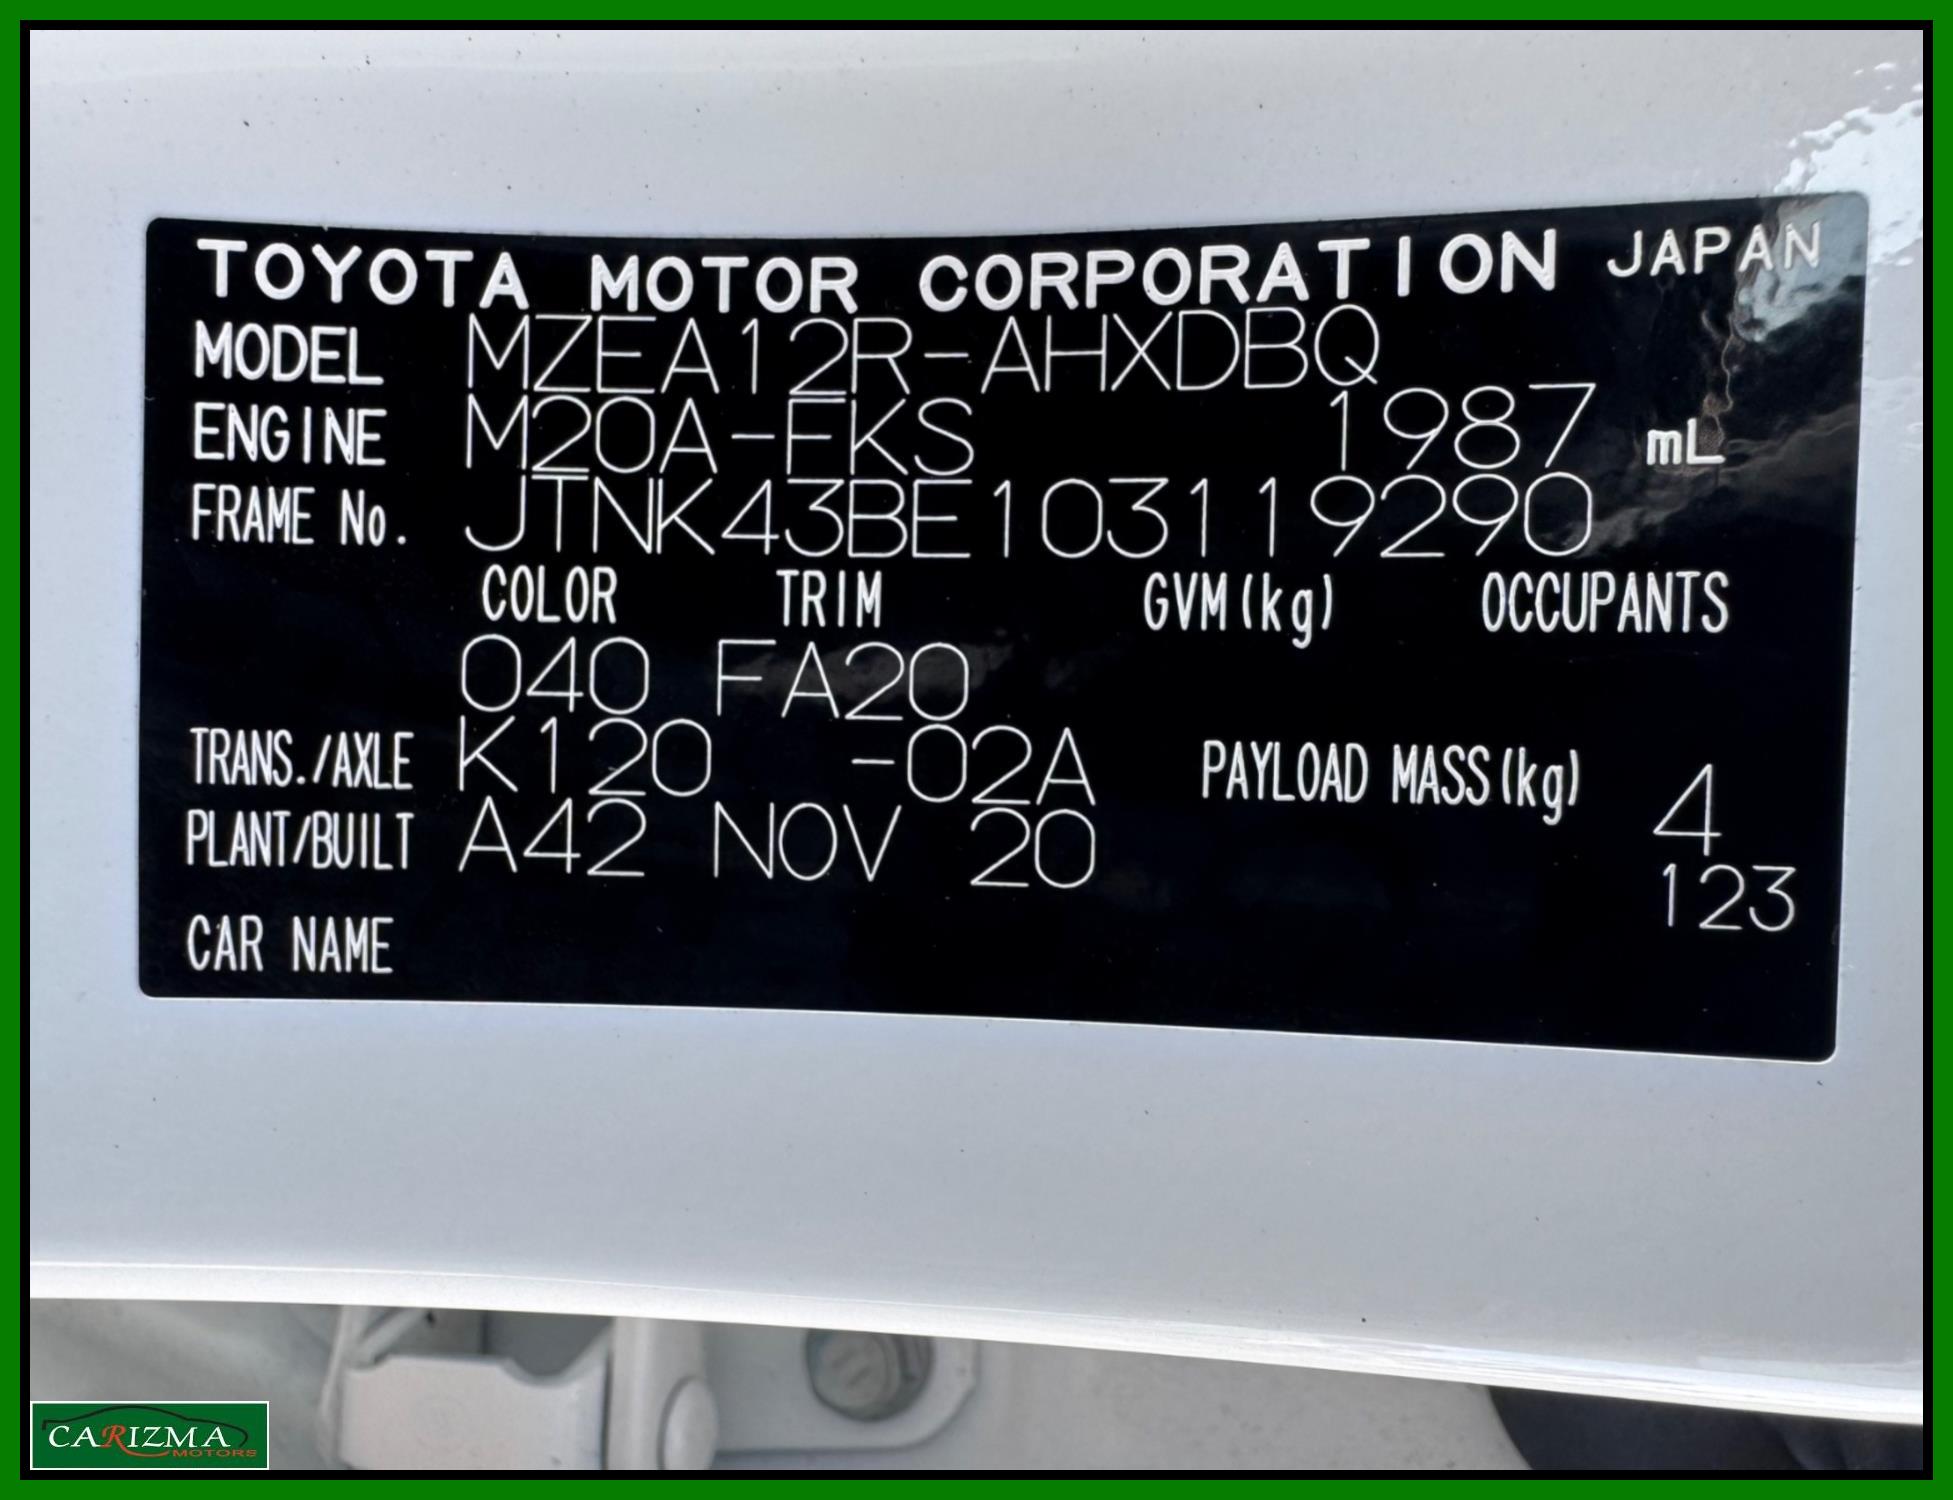 TOYOTA MOTOR CORPORATION JAPAN
MODEL MZEA12R-AHXDBQ
ENGINE M20A-FKS 1987 mL
FRAME No. JTNK43BE103119290
COLOR TRIM GVM(kg) OCCUPANTS
040 FA20
TRANS./AXLE K120 -02A PAYLOAD MASS(kg) 4
PLANT/BUILT A42 NOV 20 123
CAR NAME
CARIZMA
MOTORS